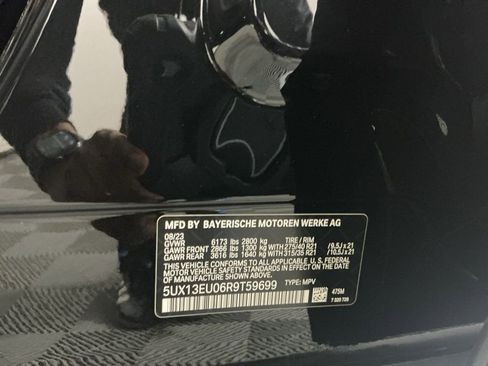 MFD BY BAYERISCHE MOTOREN WERKE AG
08/23
GVWR 6173 lbs 2800 kg TIRE / RIM
GAWR FRONT 2866 lbs 1300 kg WITH 275/40 R21 /9.5J x 21
GAWR REAR 3616 lbs 1640 kg WITH 315/35 R21 /10.5J x 21
THIS VEHICLE CONFORMS TO ALL APPLICABLE U. S. FEDERAL
MOTOR VEHICLE SAFETY STANDARDS IN EFFECT ON THE DATE
OF MANUFACTURE SHOWN ABOVE.
5UX13EU06R9T59699 TYPE: MPV
475M